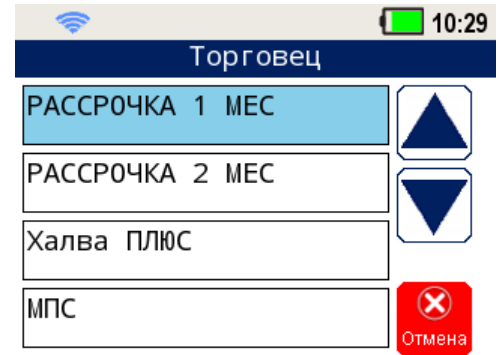 10:29
Торговец
РАССРОЧКА 1 МЕС
РАССРОЧКА 2 МЕС
Халва ПЛЮС
МПС
Отмена